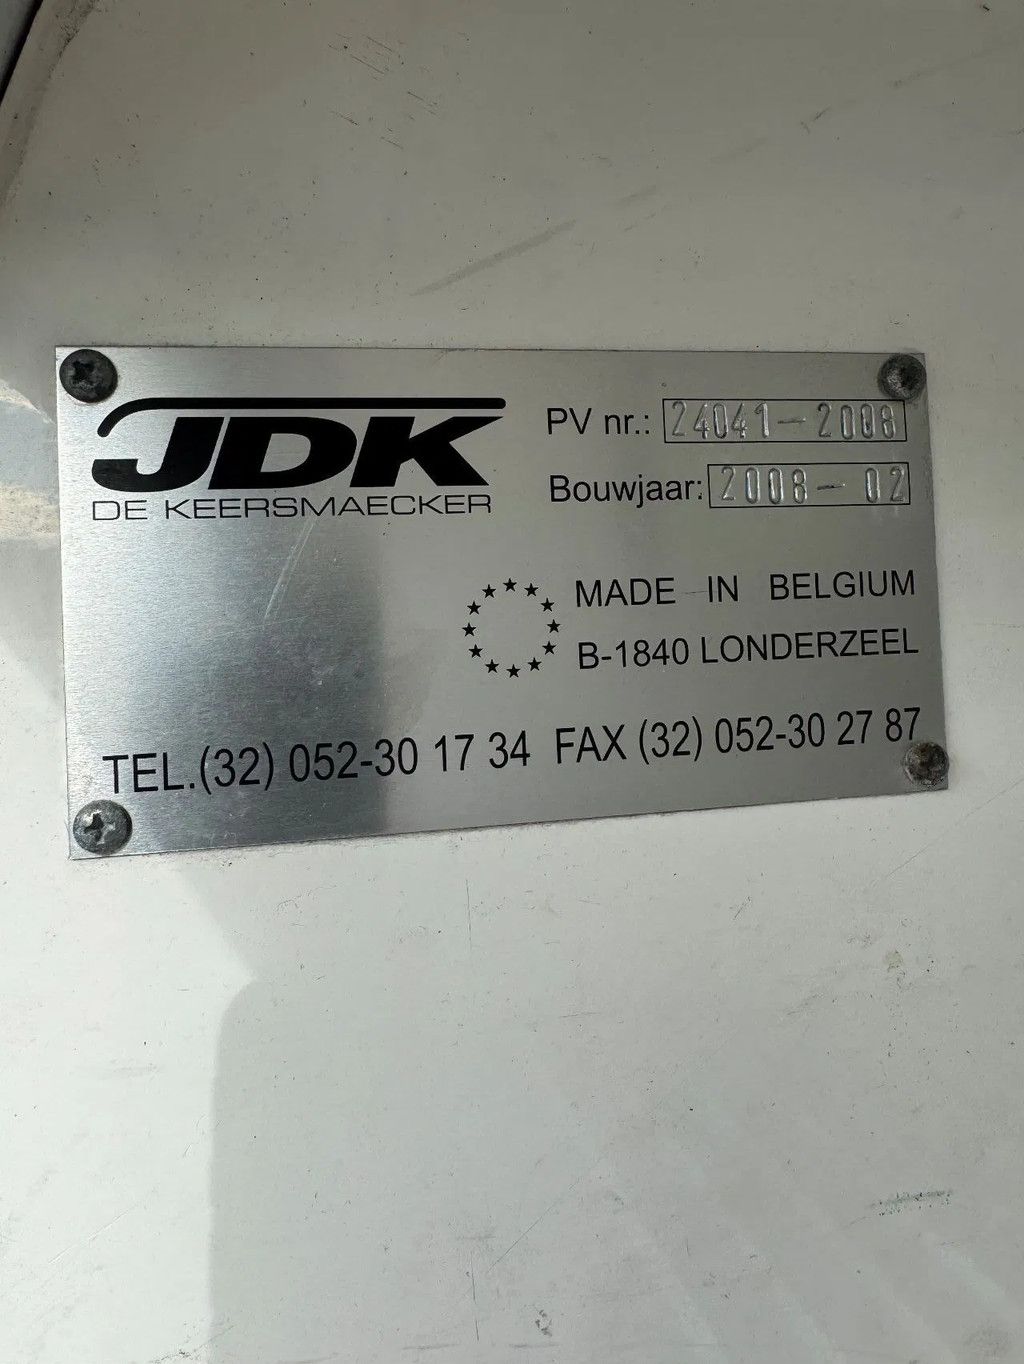 JDK
DE KEERSMAECKER
PV nr.: 24041-2008
Bouwjaar: 2008-02
MADE IN BELGIUM
B-1840 LONDERZEEL
TEL.(32) 052-30 17 34 FAX (32) 052-30 27 87